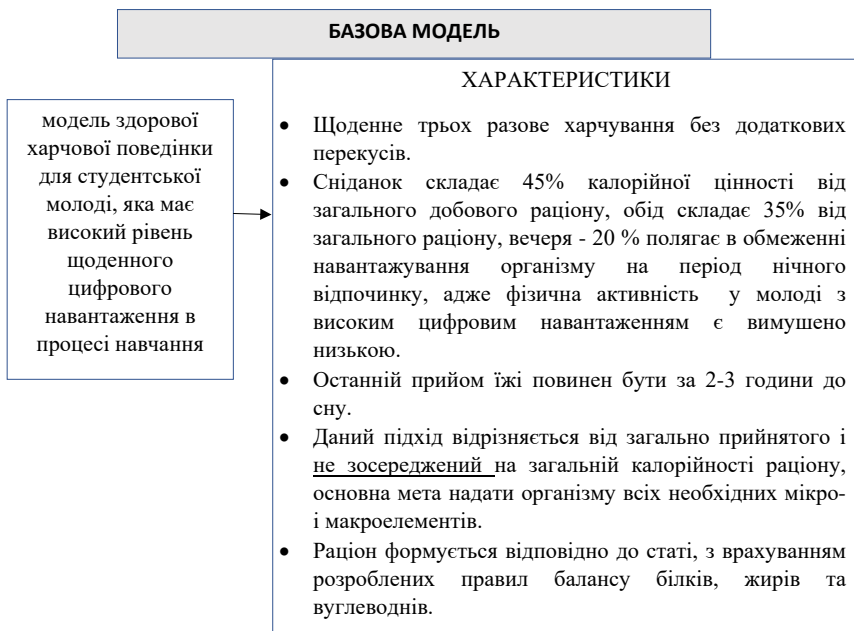 БАЗОВА МОДЕЛЬ
модель здорової
харчової поведінки
для студентської
молоді, яка має
високий рівень
щоденного
цифрового
навантаження в
процесі навчання
ХАРАКТЕРИСТИКИ
• Щоденне трьох разове харчування без додаткових
перекусів.
• Сніданок складає 45% калорійної цінності від
загального добового раціону, обід складає 35% від
загального раціону, вечеря - 20 % полягає в обмеженні
навантажування організму на період нічного
відпочинку, адже фізична активність у молоді з
високим цифровим навантаженням є вимушено
низькою.
• Останній прийом їжі повинен бути за 2-3 години до
сну.
• Даний підхід відрізняється від загально прийнятого і
не зосереджений на загальній калорійності раціону,
основна мета надати організму всіх необхідних мікро-
і макроелементів.
• Раціон формується відповідно до статі, з врахуванням
розроблених правил балансу білків, жирів та
вуглеводнів.